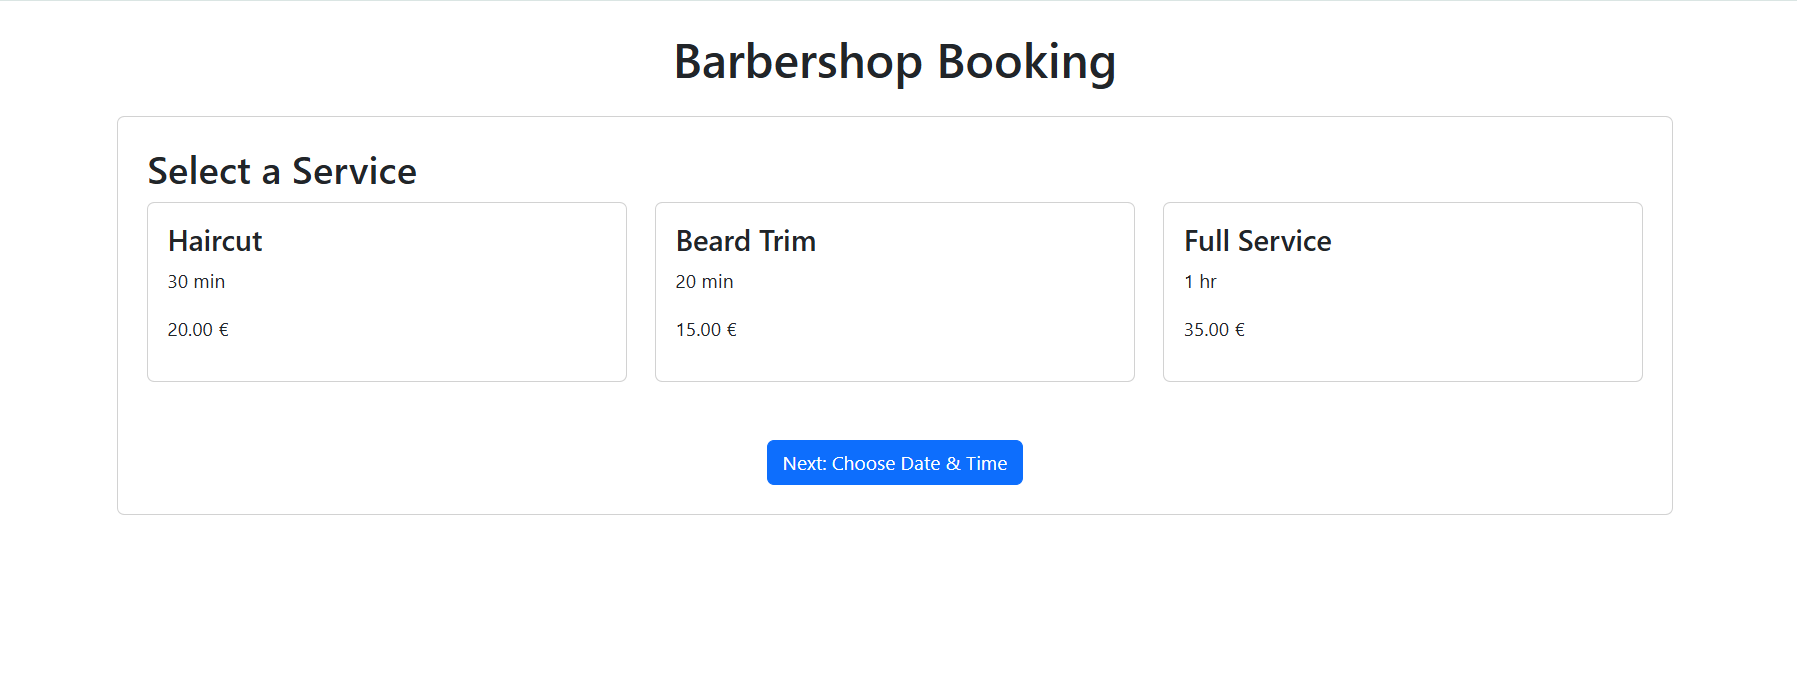 Barbershop Booking
Select a Service
Haircut
30 min
20.00 €
Beard Trim
20 min
15.00 €
Full Service
1 hr
35.00 €
Next: Choose Date & Time